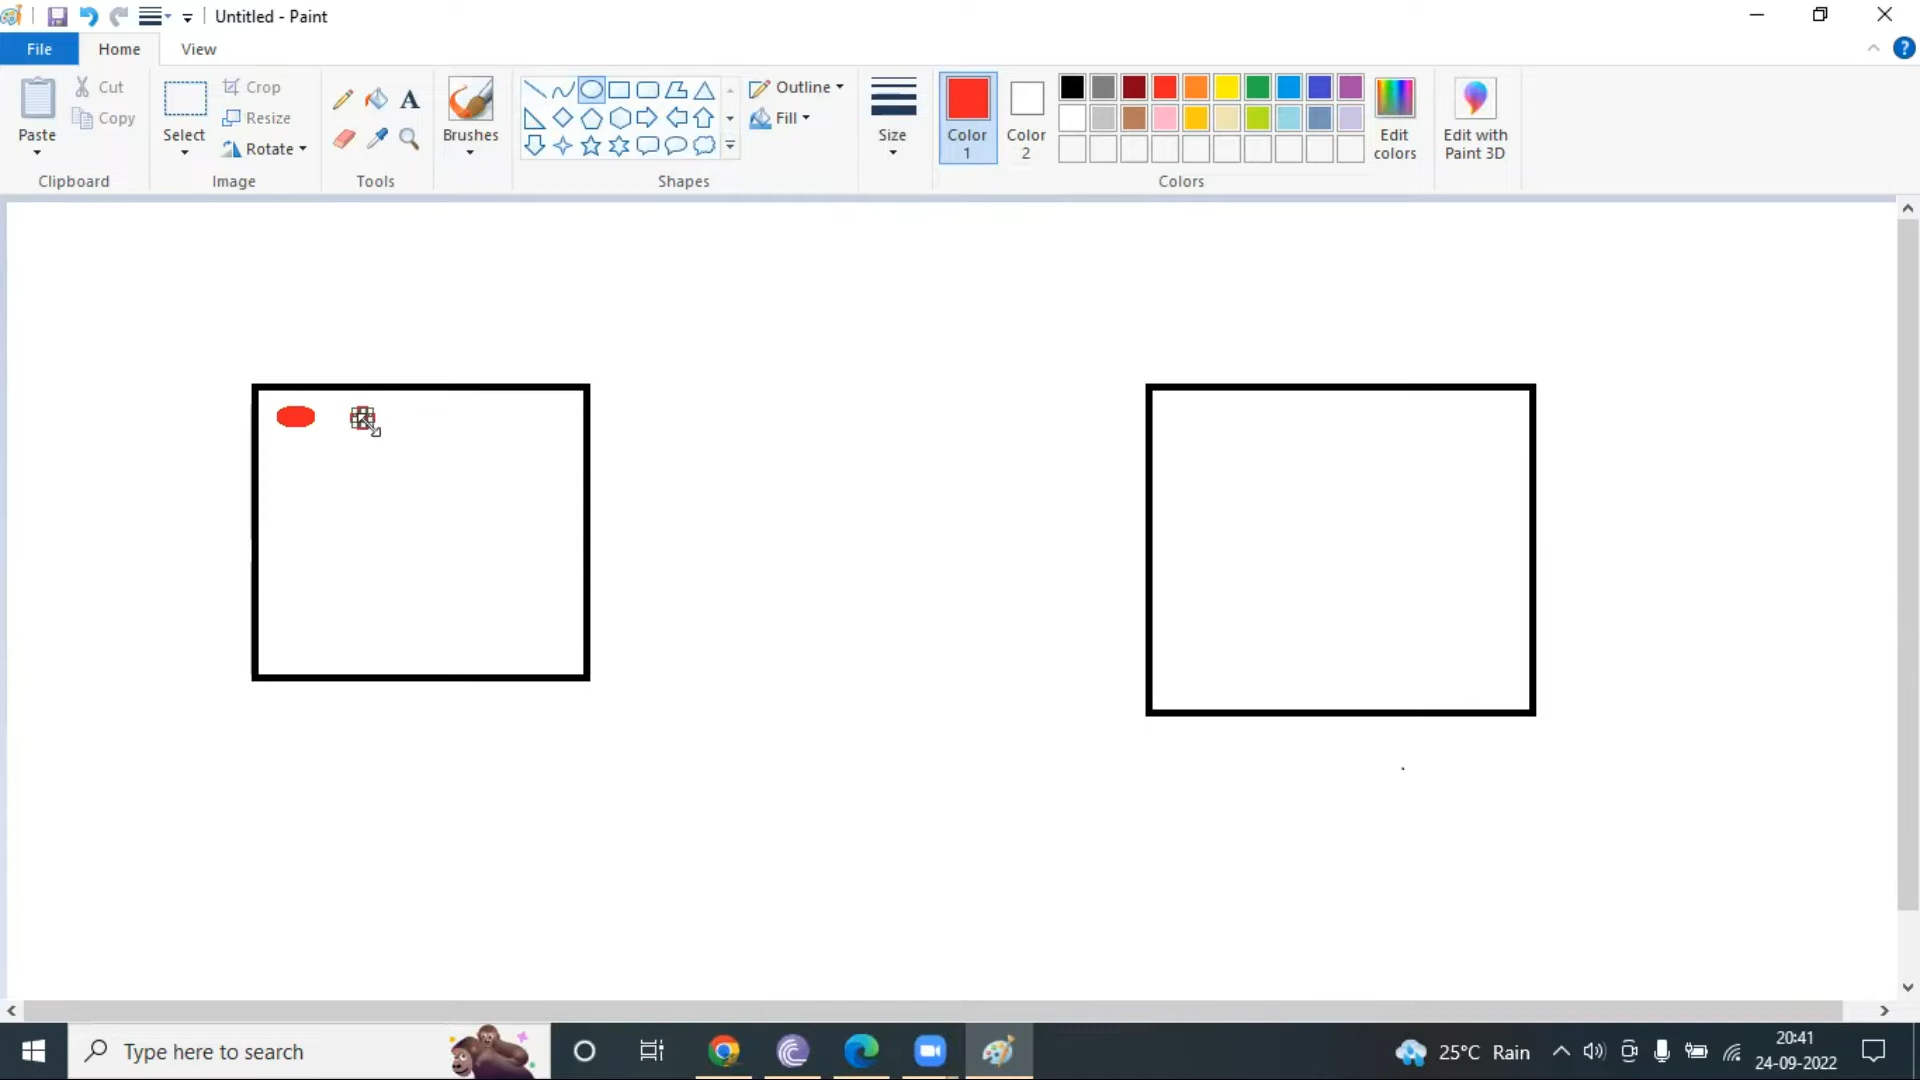 Untitled - Paint
File
Home
View
Paste
Cut
Copy
Clipboard
Select
Crop
Resize
Rotate
Image
A
Tools
Brushes
Shapes
Outline
Fill
Size
Color 1
Color 2
Colors
Edit colors
Edit with Paint 3D
Type here to search
25°C Rain
20:41
24-09-2022